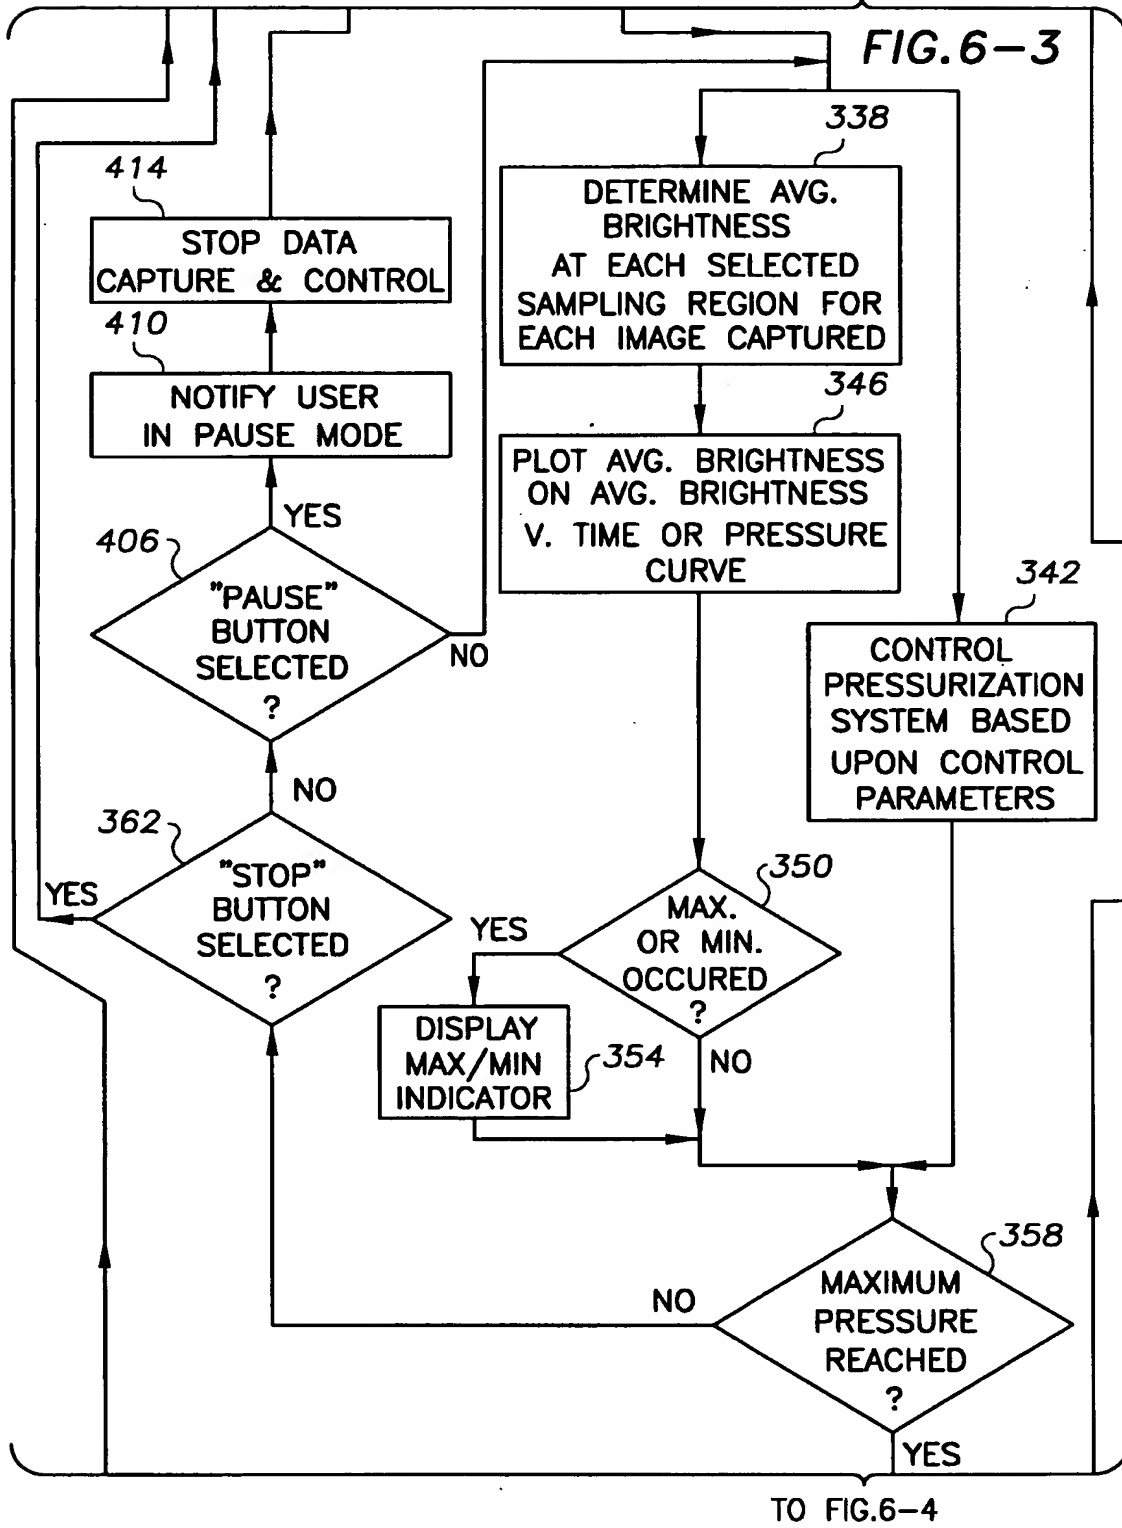 FIG.6-3
338
DETERMINE AVG.
BRIGHTNESS
AT EACH SELECTED
SAMPLING REGION FOR
EACH IMAGE CAPTURED
414
STOP DATA
CAPTURE & CONTROL
410
NOTIFY USER
IN PAUSE MODE
346
PLOT AVG. BRIGHTNESS
ON AVG. BRIGHTNESS
V. TIME OR PRESSURE
CURVE
YES
406
"PAUSE"
BUTTON
SELECTED
?
NO
342
CONTROL
PRESSURIZATION
SYSTEM BASED
UPON CONTROL
PARAMETERS
NO
362
"STOP"
BUTTON
SELECTED
?
YES
350
MAX.
OR MIN.
OCCURED
?
YES
NO
DISPLAY
MAX/MIN
INDICATOR
354
358
MAXIMUM
PRESSURE
REACHED
?
NO
YES
TO FIG.6-4